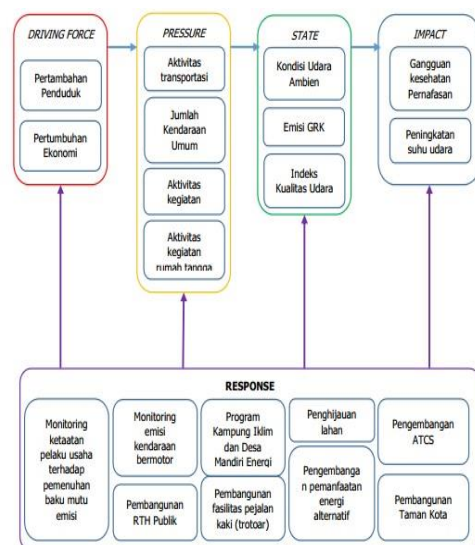 DRIVING FORCE
Pertambahan
Penduduk
Pertumbuhan
Ekonomi
PRESSURE
Aktivitas
transportasi
Jumlah
Kendaraan
Umum
Aktivitas
kegiatan
Aktivitas
kegiatan
rumah tangga
STATE
Kondisi Udara
Ambien
Emisi GRK
Indeks
Kualitas Udara
IMPACT
Gangguan
kesehatan
Pernafasan
Peningkatan
suhu udara
RESPONSE
Monitoring
ketaatan
pelaku usaha
terhadap
pemenuhan
baku mutu
emisi
Monitoring
emisi
kendaraan
bermotor
Pembangunan
RTH Publik
Program
Kampung Iklim
dan Desa
Mandiri Energi
Pembangunan
fasilitas pejalan
kaki (trotoar)
Penghijauan
lahan
Pengembanga
n pemanfaatan
energi
alternatif
Pengembangan
ATCS
Pembangunan
Taman Kota